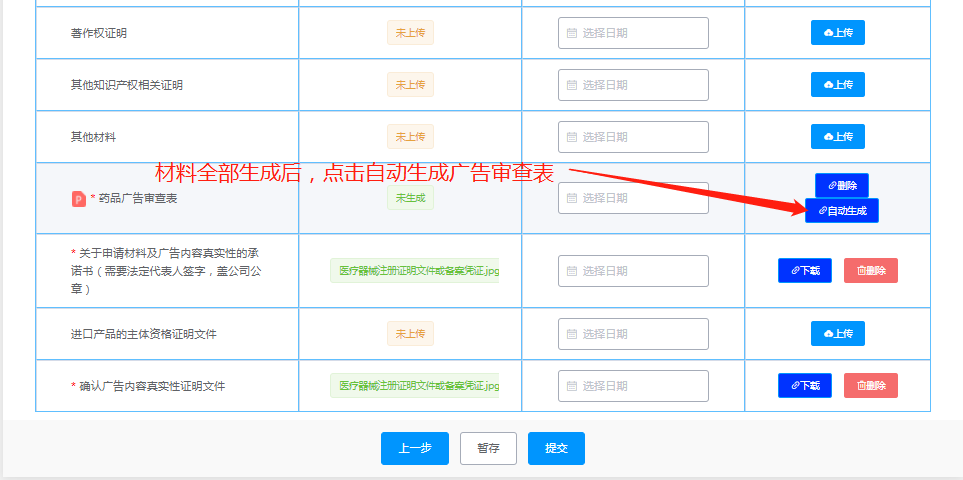 著作权证明 未上传 选择日期 上传
其他知识产权相关证明 未上传 选择日期 上传
其他材料 未上传 选择日期 上传
材料全部生成后，点击自动生成广告审查表
P * 药品广告审查表 未生成 选择日期 删除
自动生成
* 关于申请材料及广告内容真实性的承
诺书（需要法定代表人签字，盖公司公
章） 医疗器械注册证明文件或备案凭证.jpg 选择日期 下载 删除
进口产品的主体资格证明文件 未上传 选择日期 上传
* 确认广告内容真实性证明文件 医疗器械注册证明文件或备案凭证.jpg 选择日期 下载 删除
上一步 暂存 提交